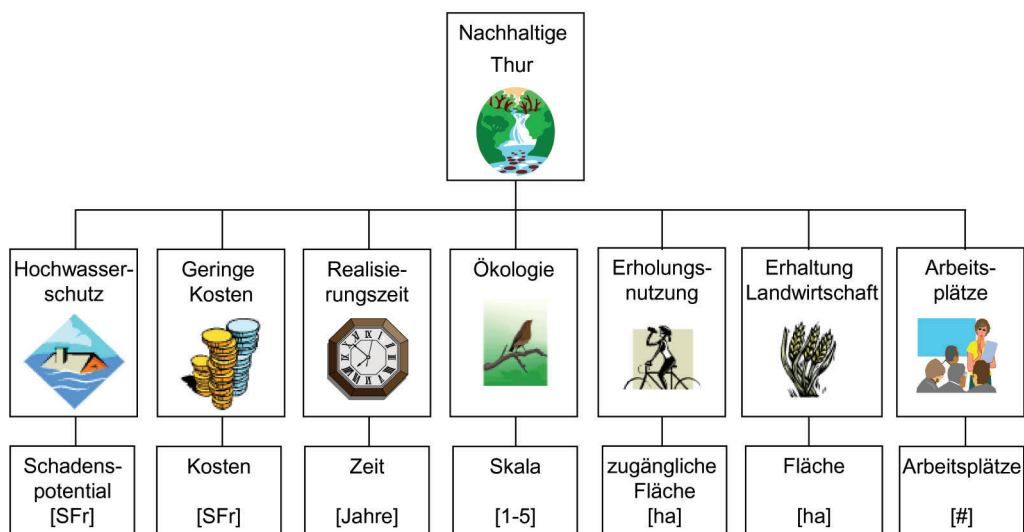 Nachhaltige
Thur
Hochwasser-
schutz
Geringe
Kosten
Realisie-
rungszeit
Ökologie
Erholungs-
nutzung
Erhaltung
Landwirtschaft
Arbeits-
plätze
Schadens-
potential
[SFr]
Kosten
[SFr]
Zeit
[Jahre]
Skala
[1-5]
zugängliche
Fläche
[ha]
Fläche
[ha]
Arbeitsplätze
[#]